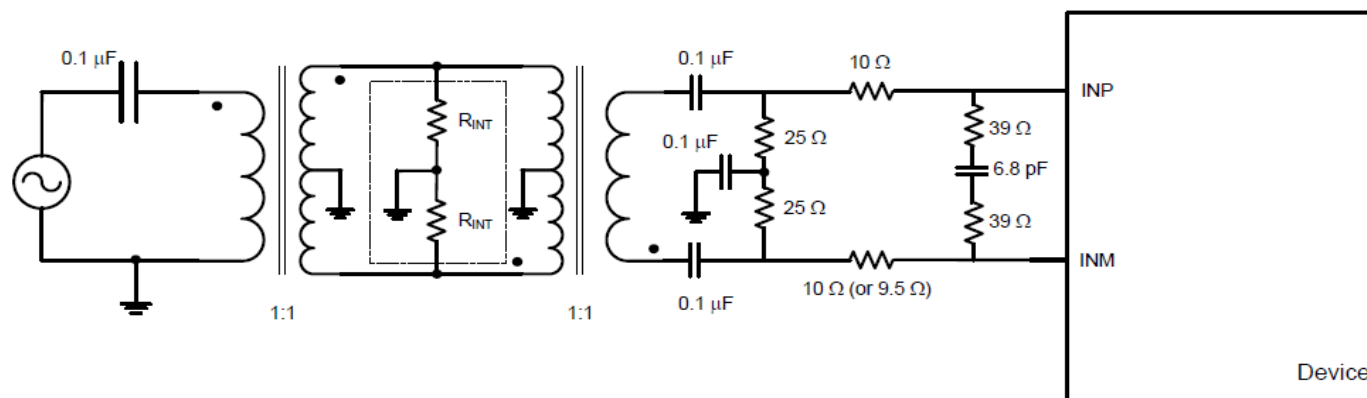 0.1 μF
0.1 μF
10 Ω
INP
R_INT
25 Ω
39 Ω
0.1 μF
6.8 pF
R_INT
25 Ω
39 Ω
INM
0.1 μF
10 Ω (or 9.5 Ω)
1:1
1:1
Device